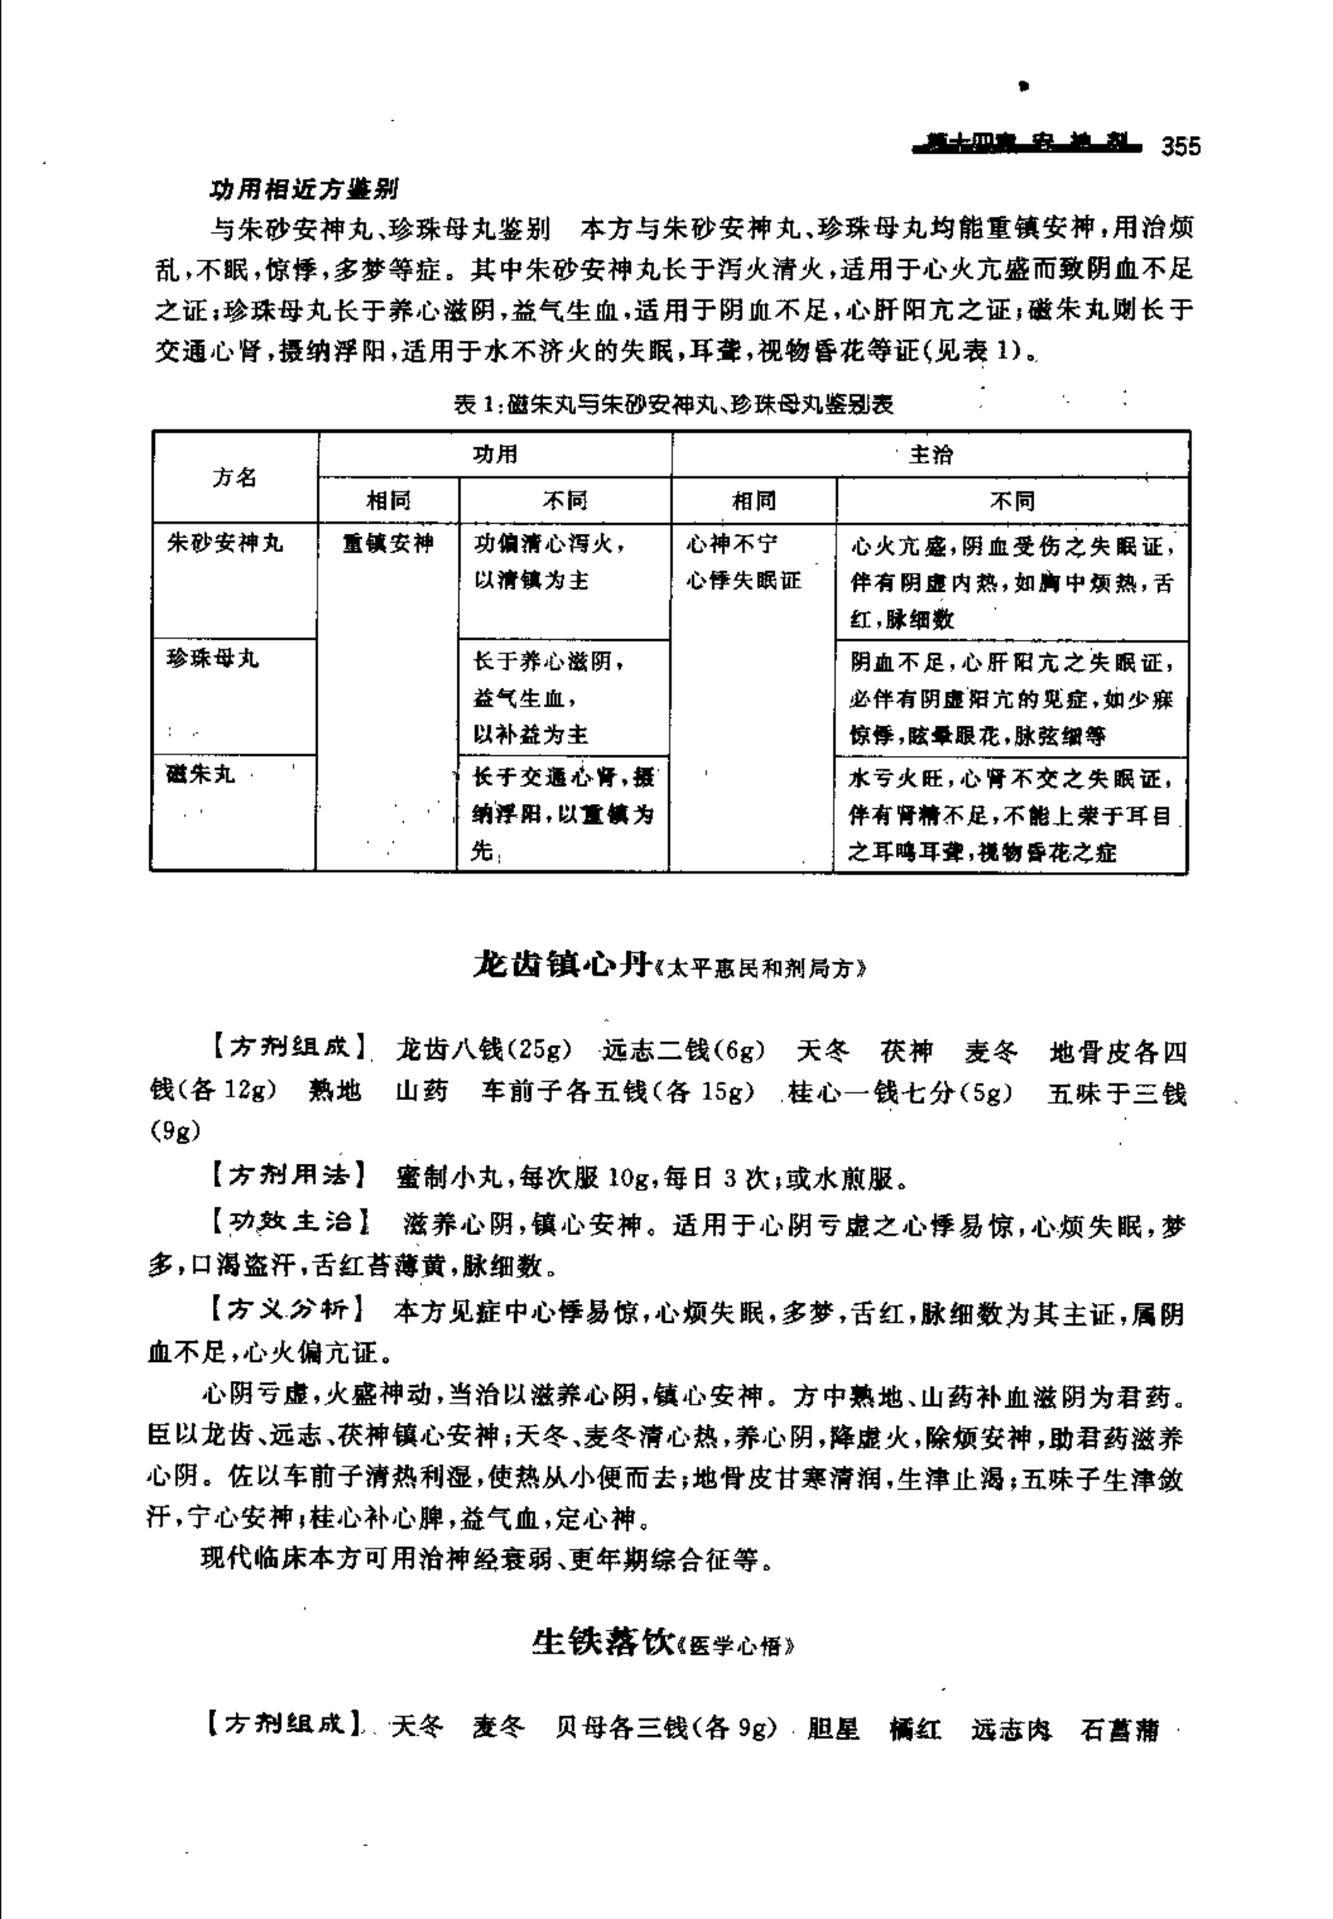 第十四章 安神剂 355
功用相近方鉴别
与朱砂安神丸、珍珠母丸鉴别 本方与朱砂安神丸、珍珠母丸均能重镇安神,用治烦
乱,不眠,惊悸,多梦等症。其中朱砂安神丸长于泻火清火,适用于心火亢盛而致阴血不足
之证;珍珠母丸长于养心滋阴,益气生血,适用于阴血不足,心肝阳亢之证;磁朱丸则长于
交通心肾,摄纳浮阳,适用于水不济火的失眠,耳聋,视物昏花等证(见表1)。
表1:磁朱丸与朱砂安神丸、珍珠母丸鉴别表
方名 功用 主治
相同 不同 相同 不同
朱砂安神丸 重镇安神 功偏清心泻火, 心神不宁 心火亢盛,阴血受伤之失眠证,
以清镇为主 心悸失眠证 伴有阴虚内热,如胸中烦热,舌
红,脉细数
珍珠母丸 长于养心滋阴, 阴血不足,心肝阳亢之失眠证,
益气生血, 必伴有阴虚阳亢的见症,如少寐
以补益为主 惊悸,眩晕眼花,脉弦细等
磁朱丸 长于交通心肾,摄 水亏火旺,心肾不交之失眠证,
纳浮阳,以重镇为 伴有肾精不足,不能上荣于耳目
先 之耳鸣耳聋,视物昏花之症
龙齿镇心丹《太平惠民和剂局方》
【方剂组成】 龙齿八钱(25g) 远志二钱(6g) 天冬 茯神 麦冬 地骨皮各四
钱(各12g) 熟地 山药 车前子各五钱(各15g) 桂心一钱七分(5g) 五味于三钱
(9g)
【方剂用法】 蜜制小丸,每次服10g,每日3次;或水煎服。
【功效主治】 滋养心阴,镇心安神。适用于心阴亏虚之心悸易惊,心烦失眠,梦
多,口渴盗汗,舌红苔薄黄,脉细数。
【方义分析】 本方见症中心悸易惊,心烦失眠,多梦,舌红,脉细数为其主证,属阴
血不足,心火偏亢证。
心阴亏虚,火盛神动,当治以滋养心阴,镇心安神。方中熟地、山药补血滋阴为君药。
臣以龙齿、远志、茯神镇心安神;天冬、麦冬清心热,养心阴,降虚火,除烦安神,助君药滋养
心阴。佐以车前子清热利湿,使热从小便而去;地骨皮甘寒清润,生津止渴;五味子生津敛
汗,宁心安神;桂心补心脾,益气血,定心神。
现代临床本方可用治神经衰弱、更年期综合征等。
生铁落饮《医学心悟》
【方剂组成】 天冬 麦冬 贝母各三钱(各9g) 胆星 橘红 远志肉 石菖蒲